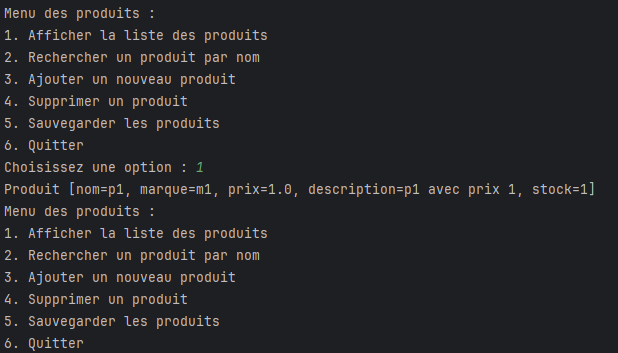 Menu des produits :
1. Afficher la liste des produits
2. Rechercher un produit par nom
3. Ajouter un nouveau produit
4. Supprimer un produit
5. Sauvegarder les produits
6. Quitter
Choisissez une option : 1
Produit [nom=p1, marque=m1, prix=1.0, description=p1 avec prix 1, stock=1]
Menu des produits :
1. Afficher la liste des produits
2. Rechercher un produit par nom
3. Ajouter un nouveau produit
4. Supprimer un produit
5. Sauvegarder les produits
6. Quitter